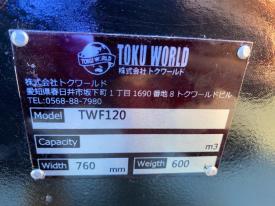 TOKU WORLD
TOKU WORLD
株式会社トクワールド
株式会社トクワールド
愛知県春日井市坂下町1丁目1690番地8トクワールドビル
TEL:0568-88-7980
Model TWF120
Capacity m3
Width 760 mm Weigth 600 k